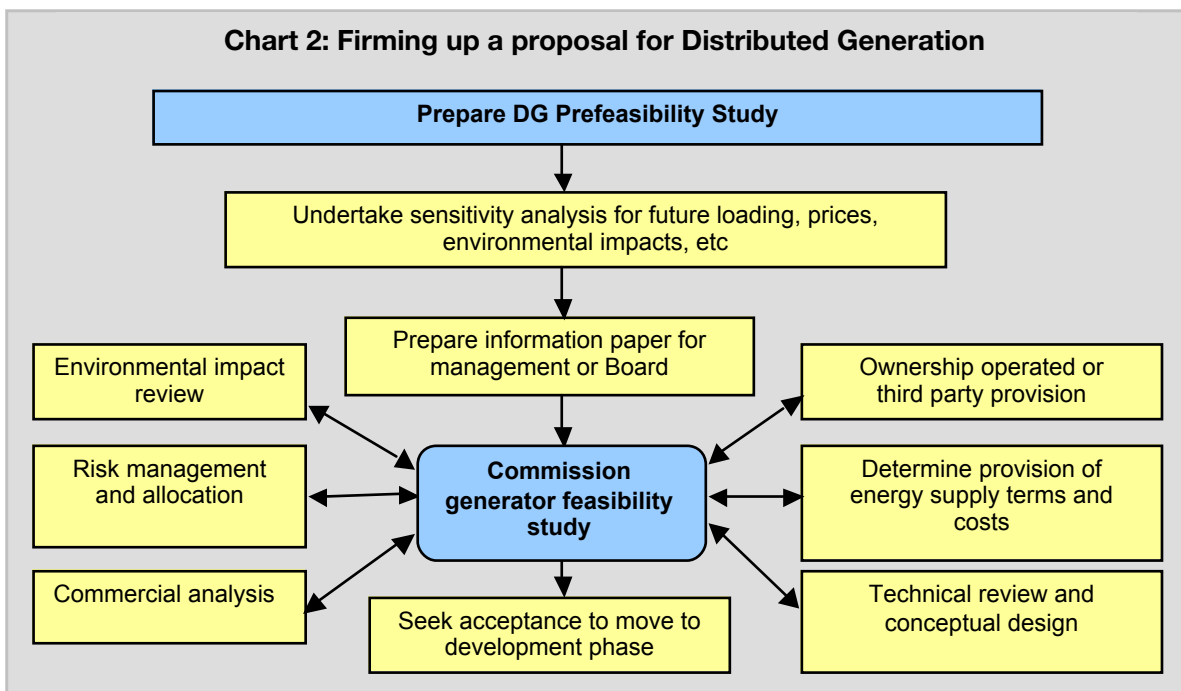 Chart 2: Firming up a proposal for Distributed Generation
Prepare DG Prefeasibility Study
Undertake sensitivity analysis for future loading, prices,
environmental impacts, etc
Prepare information paper for
management or Board
Environmental impact
review
Risk management
and allocation
Commercial analysis
Commission
generator feasibility
study
Ownership operated or
third party provision
Determine provision of
energy supply terms and
costs
Technical review and
conceptual design
Seek acceptance to move to
development phase